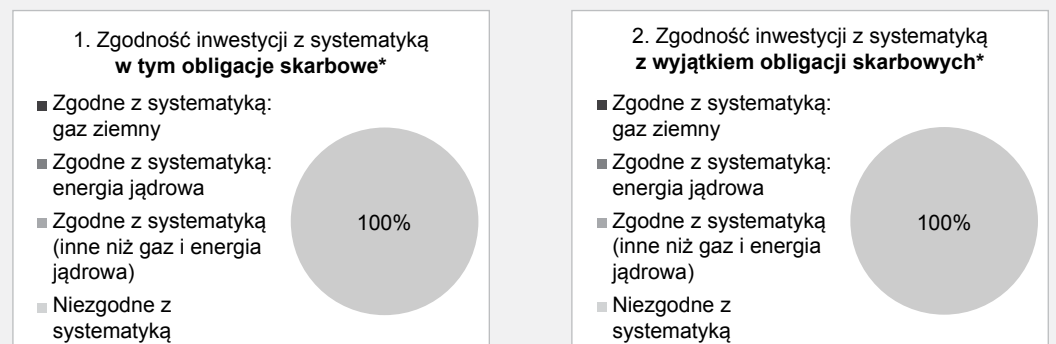 1. Zgodność inwestycji z systematyką
w tym obligacje skarbowe*
Zgodne z systematyką:
gaz ziemny
Zgodne z systematyką:
energia jądrowa
Zgodne z systematyką
(inne niż gaz i energia
jądrowa)
Niezgodne z
systematyką
100%
2. Zgodność inwestycji z systematyką
z wyjątkiem obligacji skarbowych*
Zgodne z systematyką:
gaz ziemny
Zgodne z systematyką:
energia jądrowa
Zgodne z systematyką
(inne niż gaz i energia
jądrowa)
Niezgodne z
systematyką
100%